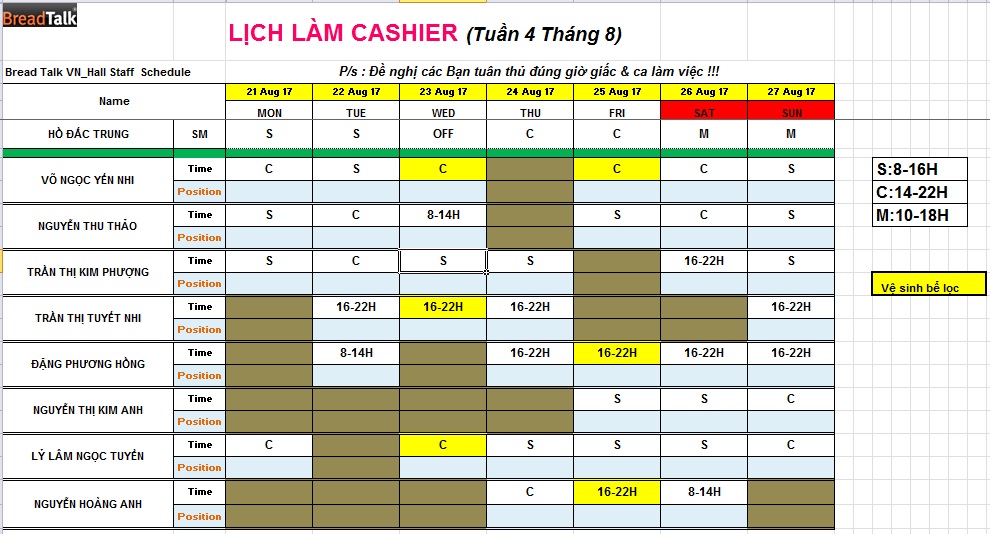 BreadTalk
LỊCH LÀM CASHIER (Tuần 4 Tháng 8)
Bread Talk VN_Hall Staff Schedule P/s : Đề nghị các Bạn tuân thủ đúng giờ giấc & ca làm việc !!!
Name 21 Aug 17 22 Aug 17 23 Aug 17 24 Aug 17 25 Aug 17 26 Aug 17 27 Aug 17
MON TUE WED THU FRI SAT SUN
HỒ ĐẮC TRUNG SM S S OFF C C M M
VÕ NGỌC YẾN NHI Time C S C C C S
Position
NGUYỄN THU THẢO Time S C 8-14H S C S
Position
TRẦN THỊ KIM PHƯỢNG Time S C S S 16-22H S
Position
TRẦN THỊ TUYẾT NHI Time 16-22H 16-22H 16-22H 16-22H
Position
ĐẶNG PHƯƠNG HỒNG Time 8-14H 16-22H 16-22H 16-22H 16-22H
Position
NGUYỄN THỊ KIM ANH Time S S C
Position
LÝ LÂM NGỌC TUYỀN Time C C S S S C
Position
NGUYỄN HOÀNG ANH Time C 16-22H 8-14H
Position
S:8-16H
C:14-22H
M:10-18H
Vệ sinh bể lọc